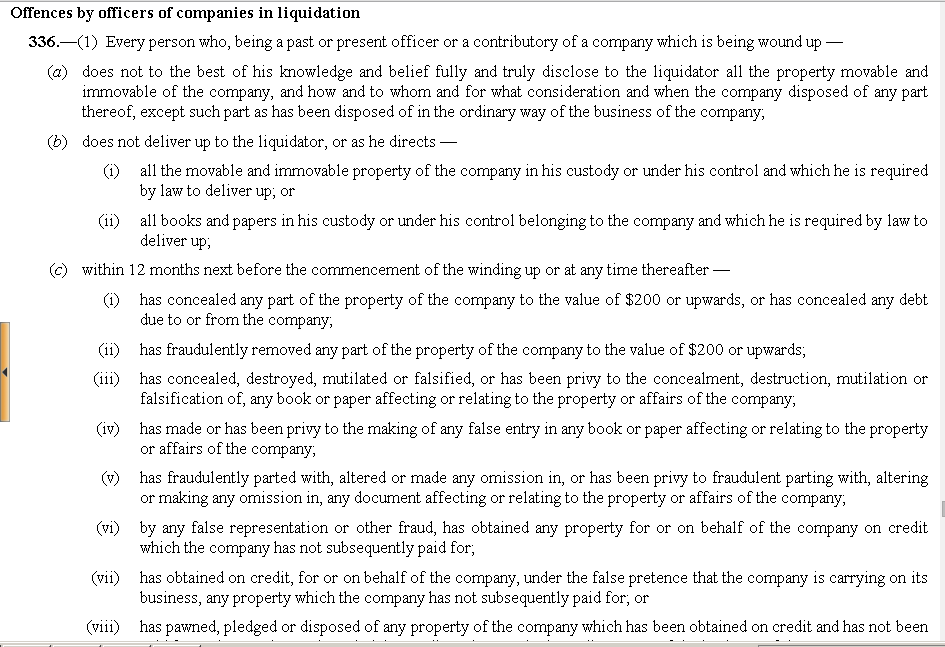 Offences by officers of companies in liquidation
336.—(1) Every person who, being a past or present officer or a contributory of a company which is being wound up —
(a) does not to the best of his knowledge and belief fully and truly disclose to the liquidator all the property movable and
immovable of the company, and how and to whom and for what consideration and when the company disposed of any part
thereof, except such part as has been disposed of in the ordinary way of the business of the company;
(b) does not deliver up to the liquidator, or as he directs —
(i) all the movable and immovable property of the company in his custody or under his control and which he is required
by law to deliver up; or
(ii) all books and papers in his custody or under his control belonging to the company and which he is required by law to
deliver up;
(c) within 12 months next before the commencement of the winding up or at any time thereafter —
(i) has concealed any part of the property of the company to the value of $200 or upwards, or has concealed any debt
due to or from the company;
(ii) has fraudulently removed any part of the property of the company to the value of $200 or upwards;
(iii) has concealed, destroyed, mutilated or falsified, or has been privy to the concealment, destruction, mutilation or
falsification of, any book or paper affecting or relating to the property or affairs of the company;
(iv) has made or has been privy to the making of any false entry in any book or paper affecting or relating to the property
or affairs of the company;
(v) has fraudulently parted with, altered or made any omission in, or has been privy to fraudulent parting with, altering
or making any omission in, any document affecting or relating to the property or affairs of the company;
(vi) by any false representation or other fraud, has obtained any property for or on behalf of the company on credit
which the company has not subsequently paid for;
(vii) has obtained on credit, for or on behalf of the company, under the false pretence that the company is carrying on its
business, any property which the company has not subsequently paid for; or
(viii) has pawned, pledged or disposed of any property of the company which has been obtained on credit and has not been